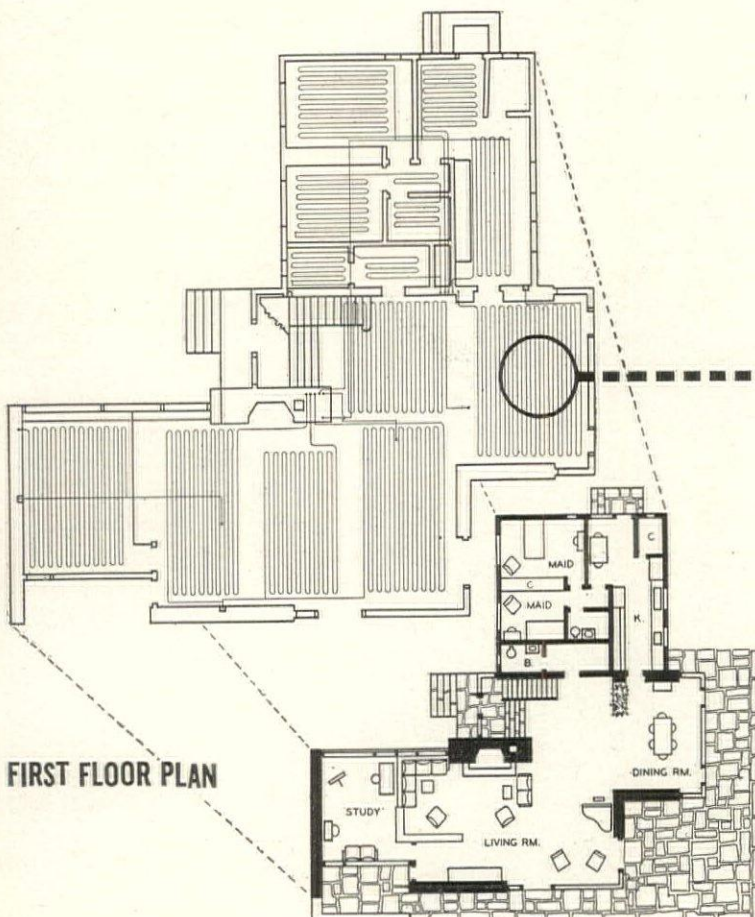 C.
MAID
C
MAID
K.
B.
DINING RM.
FIRST FLOOR PLAN
STUDY
LIVING RM.